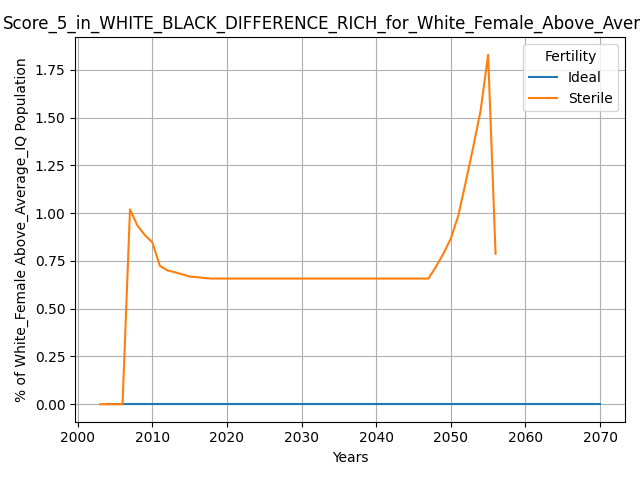 Score_5_in_WHITE_BLACK_DIFFERENCE_RICH_for_White_Female_Above_Aver
% of White_Female Above_Average_IQ Population
1.75
1.50
1.25
1.00
0.75
0.50
0.25
0.00
Fertility
Ideal
Sterile
2000 2010 2020 2030 2040 2050 2060 2070
Years